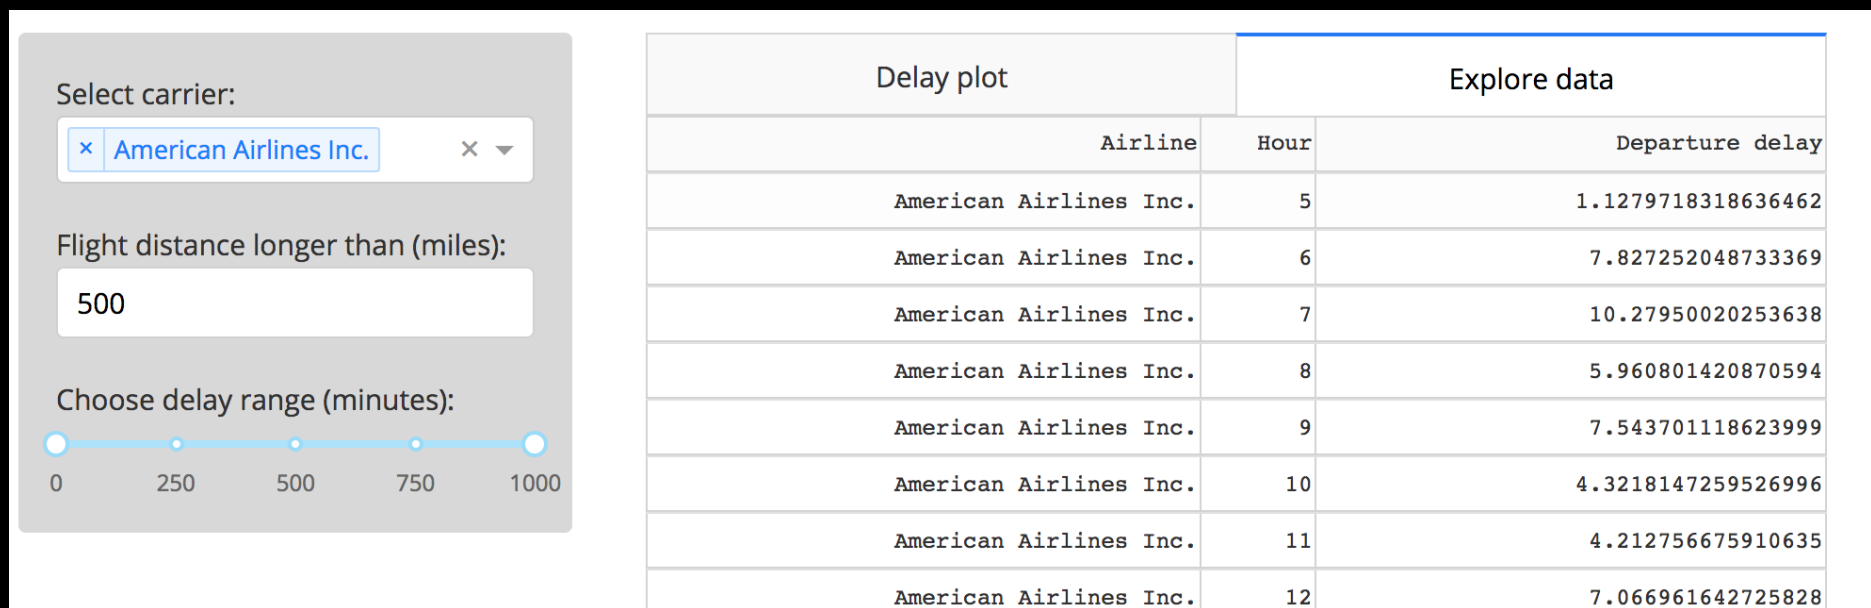 Select carrier:
× American Airlines Inc. ×
Flight distance longer than (miles):
500
Choose delay range (minutes):
0 250 500 750 1000
Delay plot Explore data
Airline Hour Departure delay
American Airlines Inc. 5 1.1279718318636462
American Airlines Inc. 6 7.827252048733369
American Airlines Inc. 7 10.27950020253638
American Airlines Inc. 8 5.960801420870594
American Airlines Inc. 9 7.543701118623999
American Airlines Inc. 10 4.3218147259526996
American Airlines Inc. 11 4.212756675910635
American Airlines Inc. 12 7.066961642725828